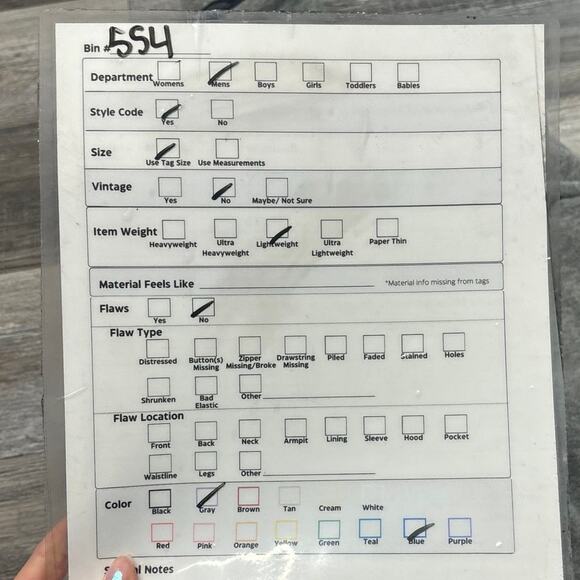 Bin # 554
Department Womens Mens Boys Girls Toddlers Babies
Style Code Yes No
Size Use Tag Size Use Measurements
Vintage Yes No Maybe/ Not Sure
Item Weight Heavyweight Ultra Heavyweight Lightweight Ultra Lightweight Paper Thin
Material Feels Like *Material info missing from tags
Flaws Yes No
Flaw Type
Distressed Button(s) Missing Zipper Missing/Broke Drawstring Missing Piled Faded Stained Holes
Shrunken Bad Elastic Other
Flaw Location
Front Back Neck Armpit Lining Sleeve Hood Pocket
Waistline Legs Other
Color Black Gray Brown Tan Cream White
Red Pink Orange Yellow Green Teal Blue Purple
Notes